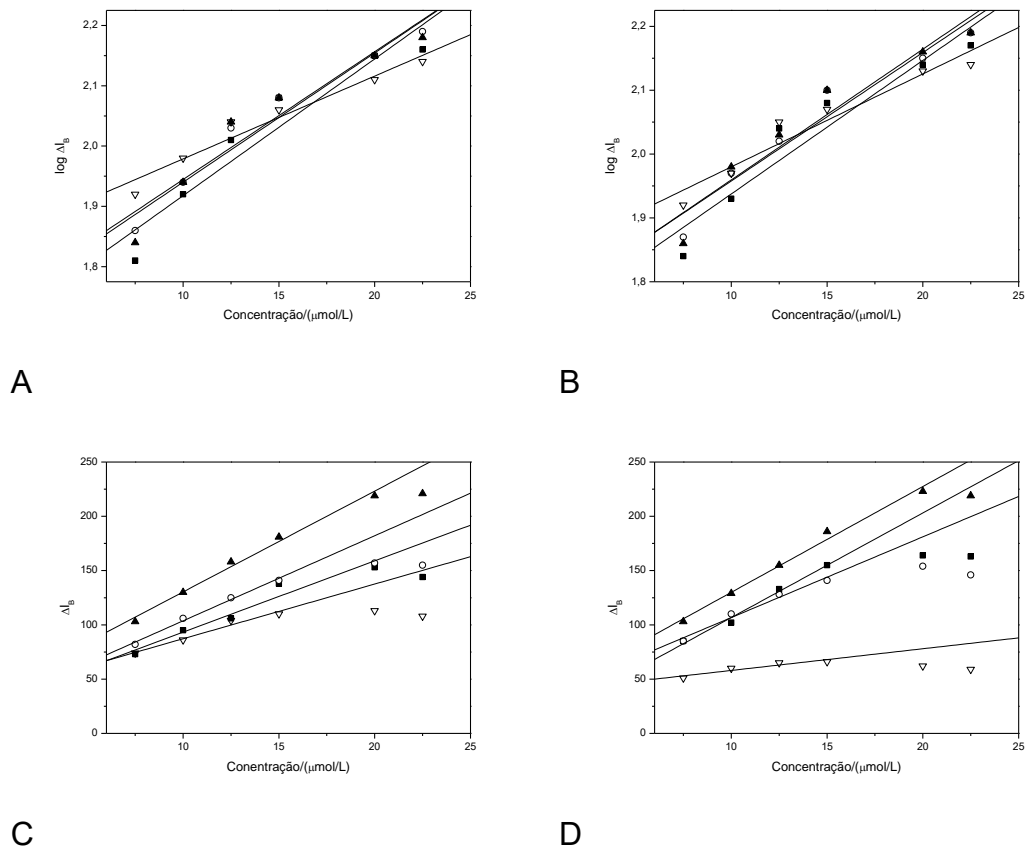 2,2
2,1
2,0
1,9
1,8
log ΔI_B
10 15 20 25
Concentração/(μmol/L)
A
2,2
2,1
2,0
1,9
1,8
log ΔI_B
10 15 20 25
Concentração/(μmol/L)
B
250
200
150
100
50
0
ΔI_B
10 15 20 25
Conentração/(μmol/L)
C
250
200
150
100
50
0
ΔI_B
10 15 20 25
Concentração/(μmol/L)
D